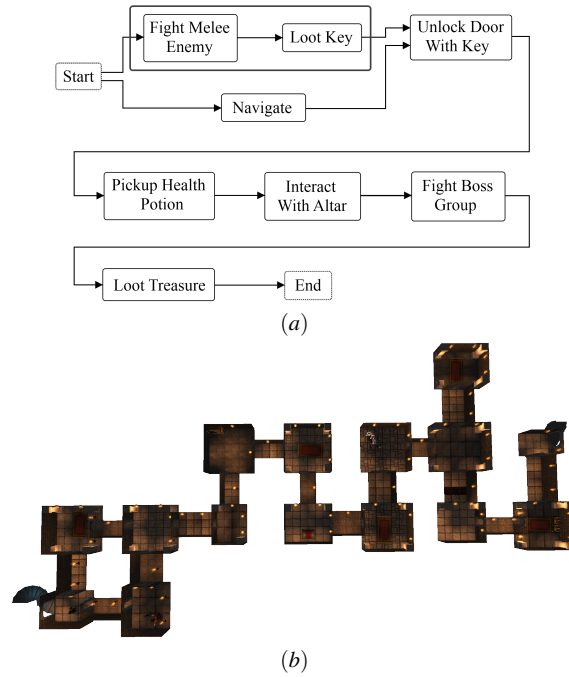 Fight Melee
Enemy
Loot Key
Unlock Door
With Key
Start
Navigate
Pickup Health
Potion
Interact
With Altar
Fight Boss
Group
Loot Treasure
End
(a)
(b)